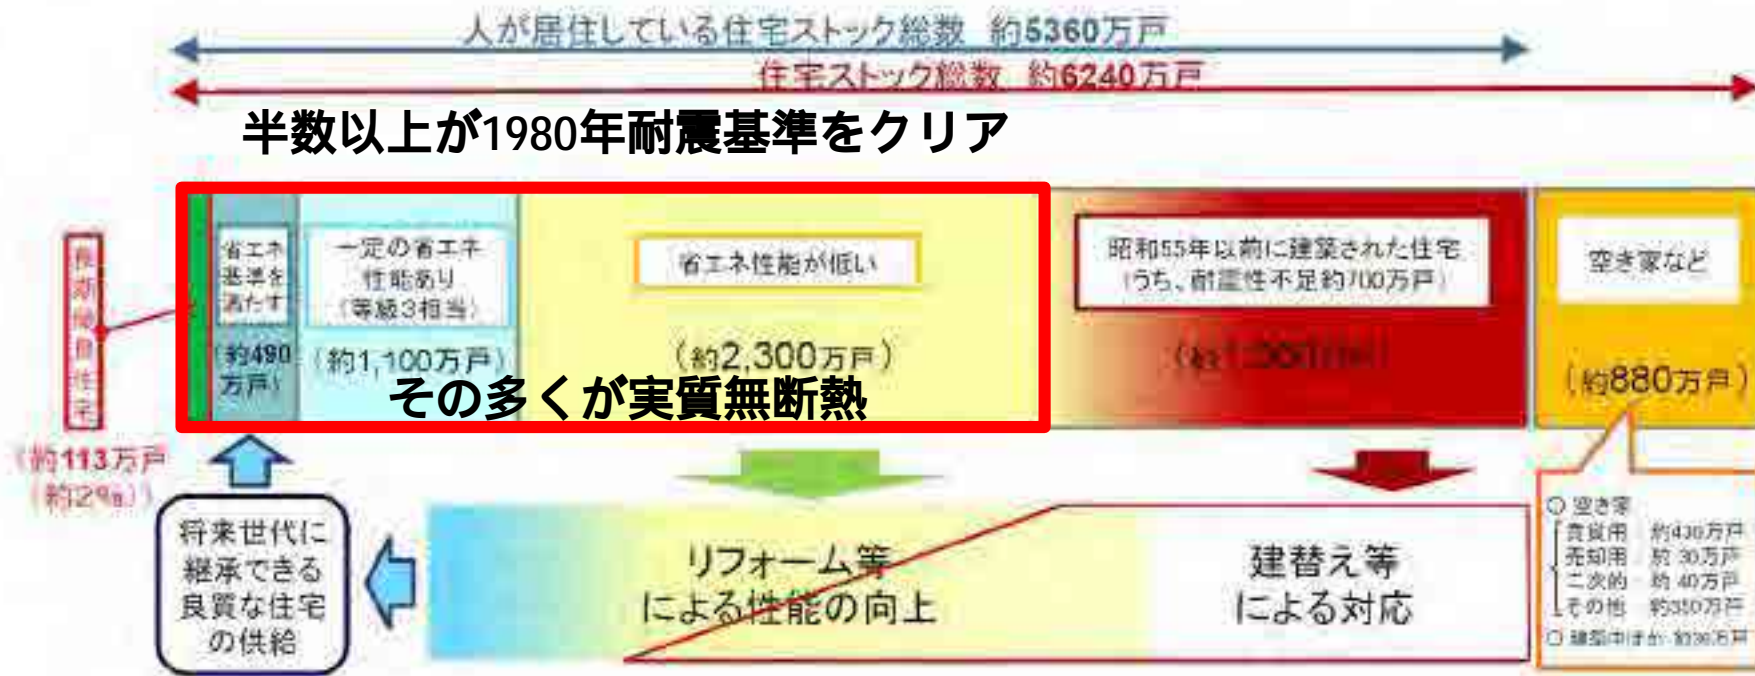 人が居住している住宅ストック総数 約5360万戸
住宅ストック総数 約6240万戸
半数以上が1980年耐震基準をクリア
省エネ
基準を
満たす
(約490
万戸)
一定の省エネ
性能あり
(等級3相当)
(約1,100万戸)
省エネ性能が低い
(約2,300万戸)
その多くが実質無断熱
昭和55年以前に建築された住宅
(うち、耐震性不足約700万戸)
空き家など
(約880万戸)
長期優良住宅
(約113万戸
(約2%))
将来世代に
継承できる
良質な住宅
の供給
リフォーム等
による性能の向上
建替え等
による対応
○ 空き家
賃貸用 約430万戸
売却用 約 30万戸
二次的 約 40万戸
その他 約350万戸
○ 建築中ほか